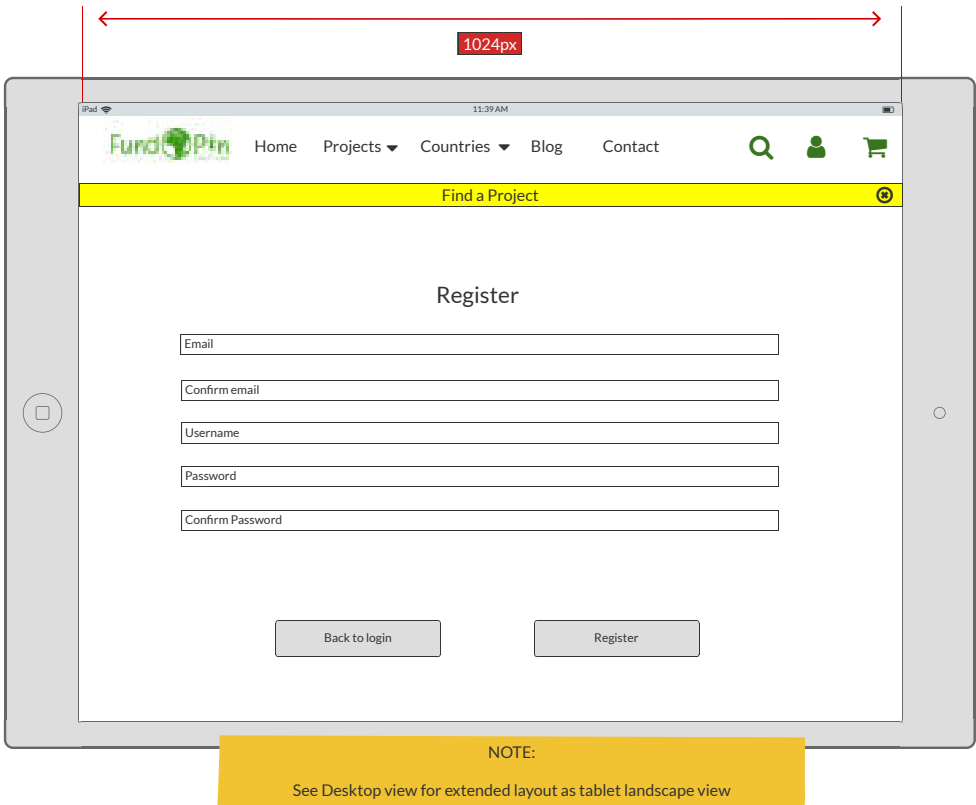 1024px
iPad 11:39 AM
Home Projects Countries Blog Contact
Find a Project
Register
Email
Confirm email
Username
Password
Confirm Password
Back to login Register
NOTE:
See Desktop view for extended layout as tablet landscape view